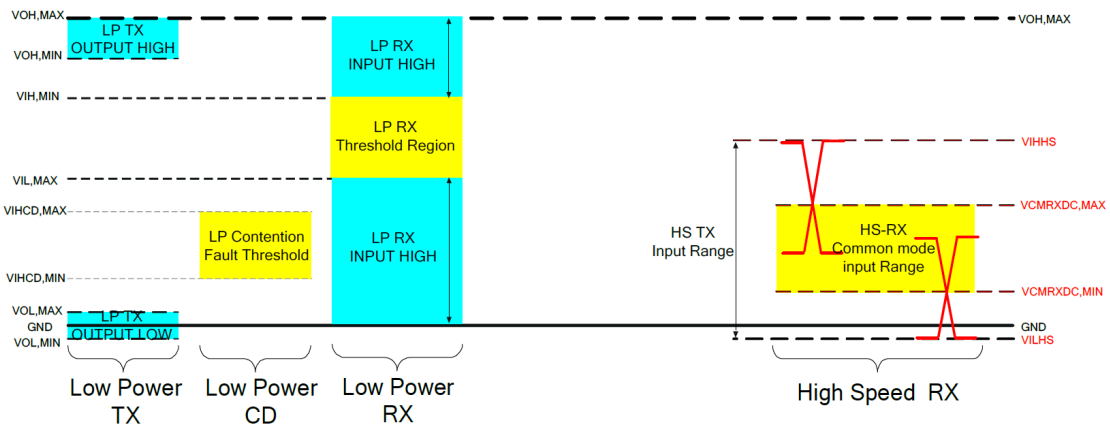 VOH,MAX
LP TX
OUTPUT HIGH
VOH,MIN
VIH,MIN
VIL,MAX
VIHCD,MAX
VIHCD,MIN
VOL,MAX
GND
VOL,MIN
LP TX
OUTPUT LOW
LP Contention
Fault Threshold
LP RX
INPUT HIGH
LP RX
Threshold Region
LP RX
INPUT HIGH
HS TX
Input Range
HS-RX
Common mode
input Range
VOH,MAX
VIHHS
VCMRXDC,MAX
VCMRXDC,MIN
GND
VILHS
Low Power
TX
Low Power
CD
Low Power
RX
High Speed RX